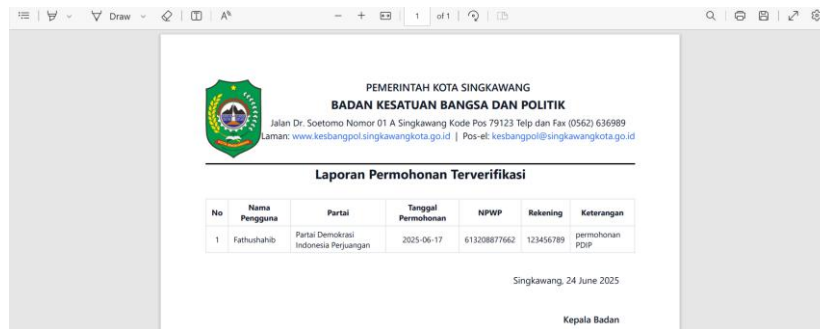 Draw
1 of 1
PEMERINTAH KOTA SINGKAWANG
BADAN KESATUAN BANGSA DAN POLITIK
Jalan Dr. Soetomo Nomor 01 A Singkawang Kode Pos 79123 Telp dan Fax (0562) 636989
Laman: www.kesbangpol.singkawangkota.go.id | Pos-el: kesbangpol@singkawangkota.go.id
Laporan Permohonan Terverifikasi
No Nama Pengguna Partai Tanggal Permohonan NPWP Rekening Keterangan
1 Fathushahib Partai Demokrasi Indonesia Perjuangan 2025-06-17 613208877662 123456789 permohonan PDIP
Singkawang, 24 June 2025
Kepala Badan